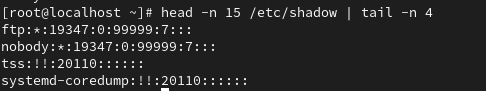 [root@localhost ~]# head -n 15 /etc/shadow | tail -n 4
ftp:*:19347:0:99999:7:::
nobody:*:19347:0:99999:7:::
tss:!!:20110::::::
systemd-coredump:!!:20110::::::